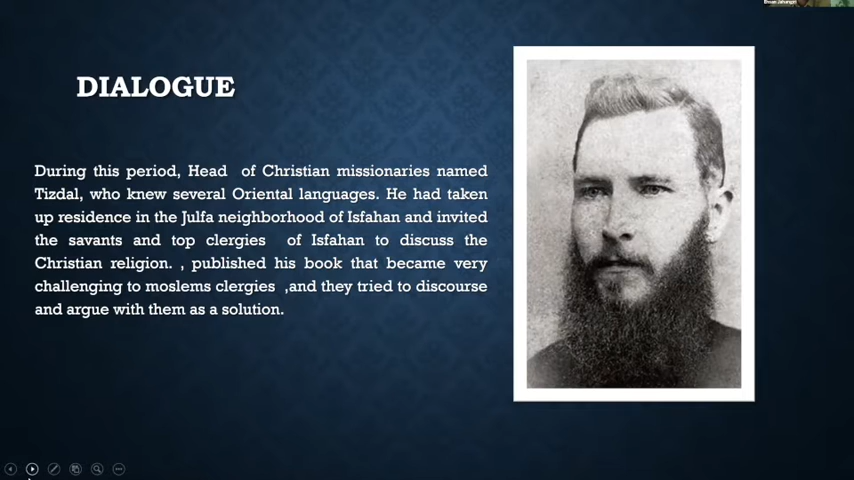 Ehsan Jahangiri
DIALOGUE
During this period, Head of Christian missionaries named
Tizdal, who knew several Oriental languages. He had taken
up residence in the Julfa neighborhood of Isfahan and invited
the savants and top clergies of Isfahan to discuss the
Christian religion. , published his book that became very
challenging to moslems clergies ,and they tried to discourse
and argue with them as a solution.